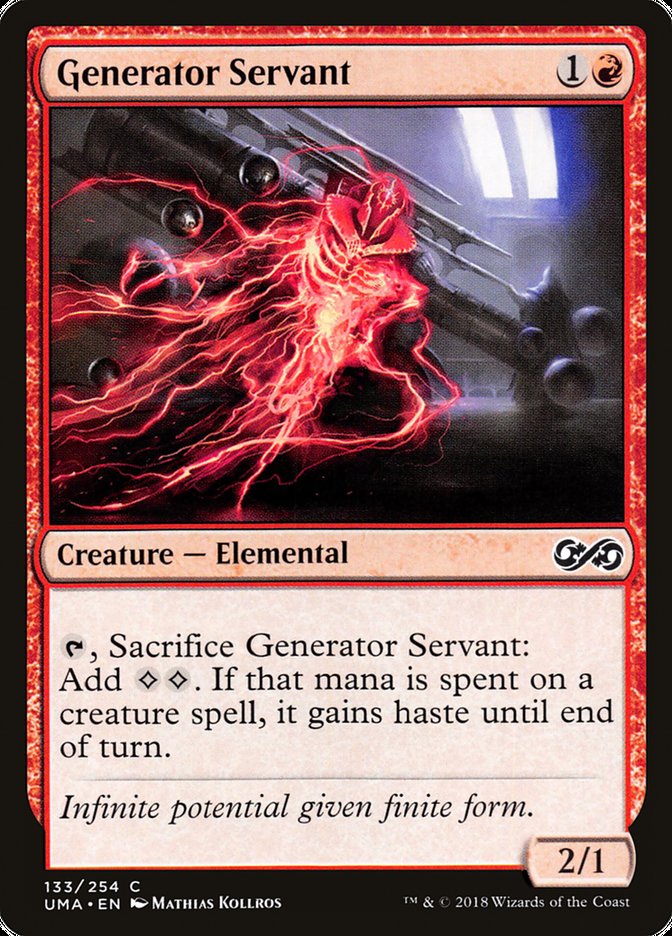 Generator Servant 1
Creature — Elemental
, Sacrifice Generator Servant:
Add . If that mana is spent on a
creature spell, it gains haste until end
of turn.
Infinite potential given finite form.
2/1
133/254 C
UMA • EN Mathias Kollros
™ & © 2018 Wizards of the Coast